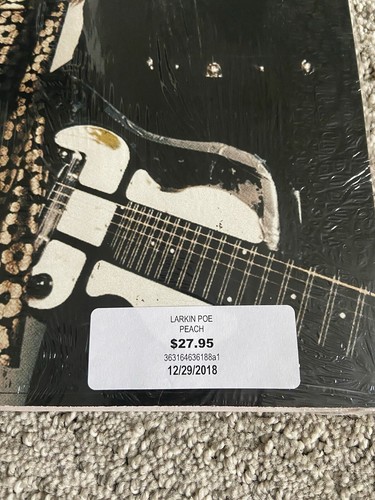 LARKIN POE
PEACH
$27.95
363164636188a1
12/29/2018